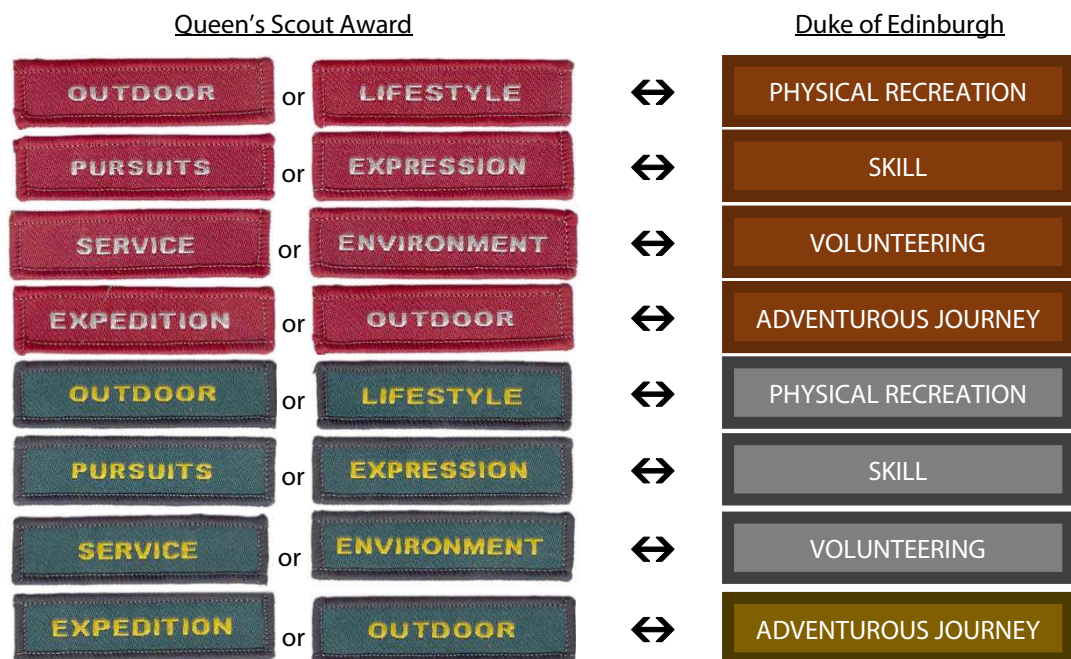 Queen's Scout Award Duke of Edinburgh
OUTDOOR or LIFESTYLE ↔ PHYSICAL RECREATION
PURSUITS or EXPRESSION ↔ SKILL
SERVICE or ENVIRONMENT ↔ VOLUNTEERING
EXPEDITION or OUTDOOR ↔ ADVENTUROUS JOURNEY
OUTDOOR or LIFESTYLE ↔ PHYSICAL RECREATION
PURSUITS or EXPRESSION ↔ SKILL
SERVICE or ENVIRONMENT ↔ VOLUNTEERING
EXPEDITION or OUTDOOR ↔ ADVENTUROUS JOURNEY